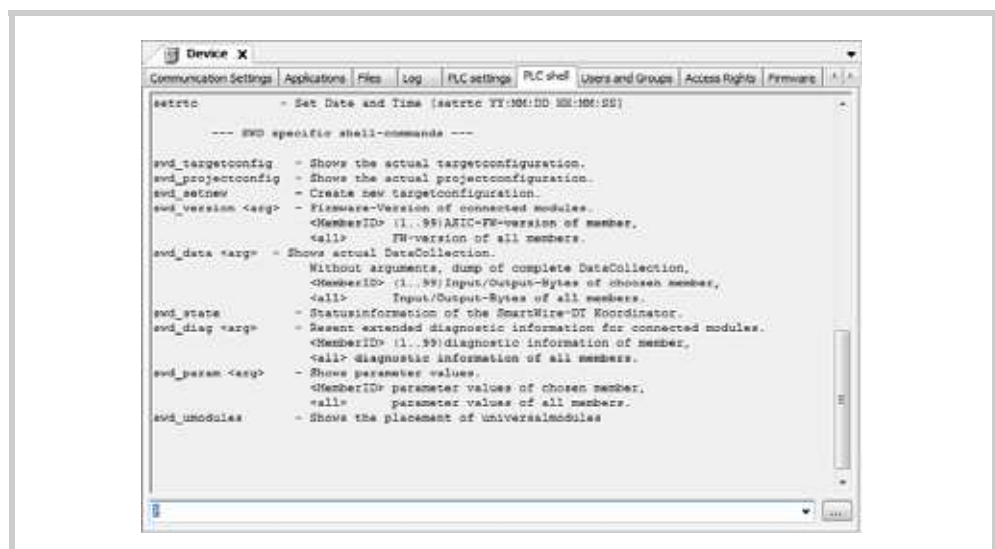 Device X
Communication Settings Applications Files Log PLC settings PLC shell Users and Groups Access Rights Firmware
setrtc - Set Date and Time [setrtc YY:MM:DD HH:MM:SS]
--- SWD specific shell-commands ---
swd_targetconfig - Shows the actual targetconfiguration.
swd_projectconfig - Shows the actual projectconfiguration.
swd_setnew - Create new targetconfiguration.
swd_version <arg> - Firmware-Version of connected modules.
<MemberID> (1..99)ASIC-FW-version of member,
<all> FW-version of all members.
swd_data <arg> - Shows actual DataCollection.
Without arguments, dump of complete DataCollection,
<MemberID> (1..99)Input/Output-Bytes of choosen member,
<all> Input/Output-Bytes of all members.
swd_state - Statusinformation of the SmartWire-DT Koordinator.
swd_diag <arg> - Resent extended diagnostic information for connected modules.
<MemberID> (1..99)diagnostic information of member,
<all> diagnostic information of all members.
swd_param <arg> - Shows parameter values.
<MemberID> parameter values of chosen member,
<all> parameter values of all members.
swd_umodules - Shows the placement of universalmodules
...